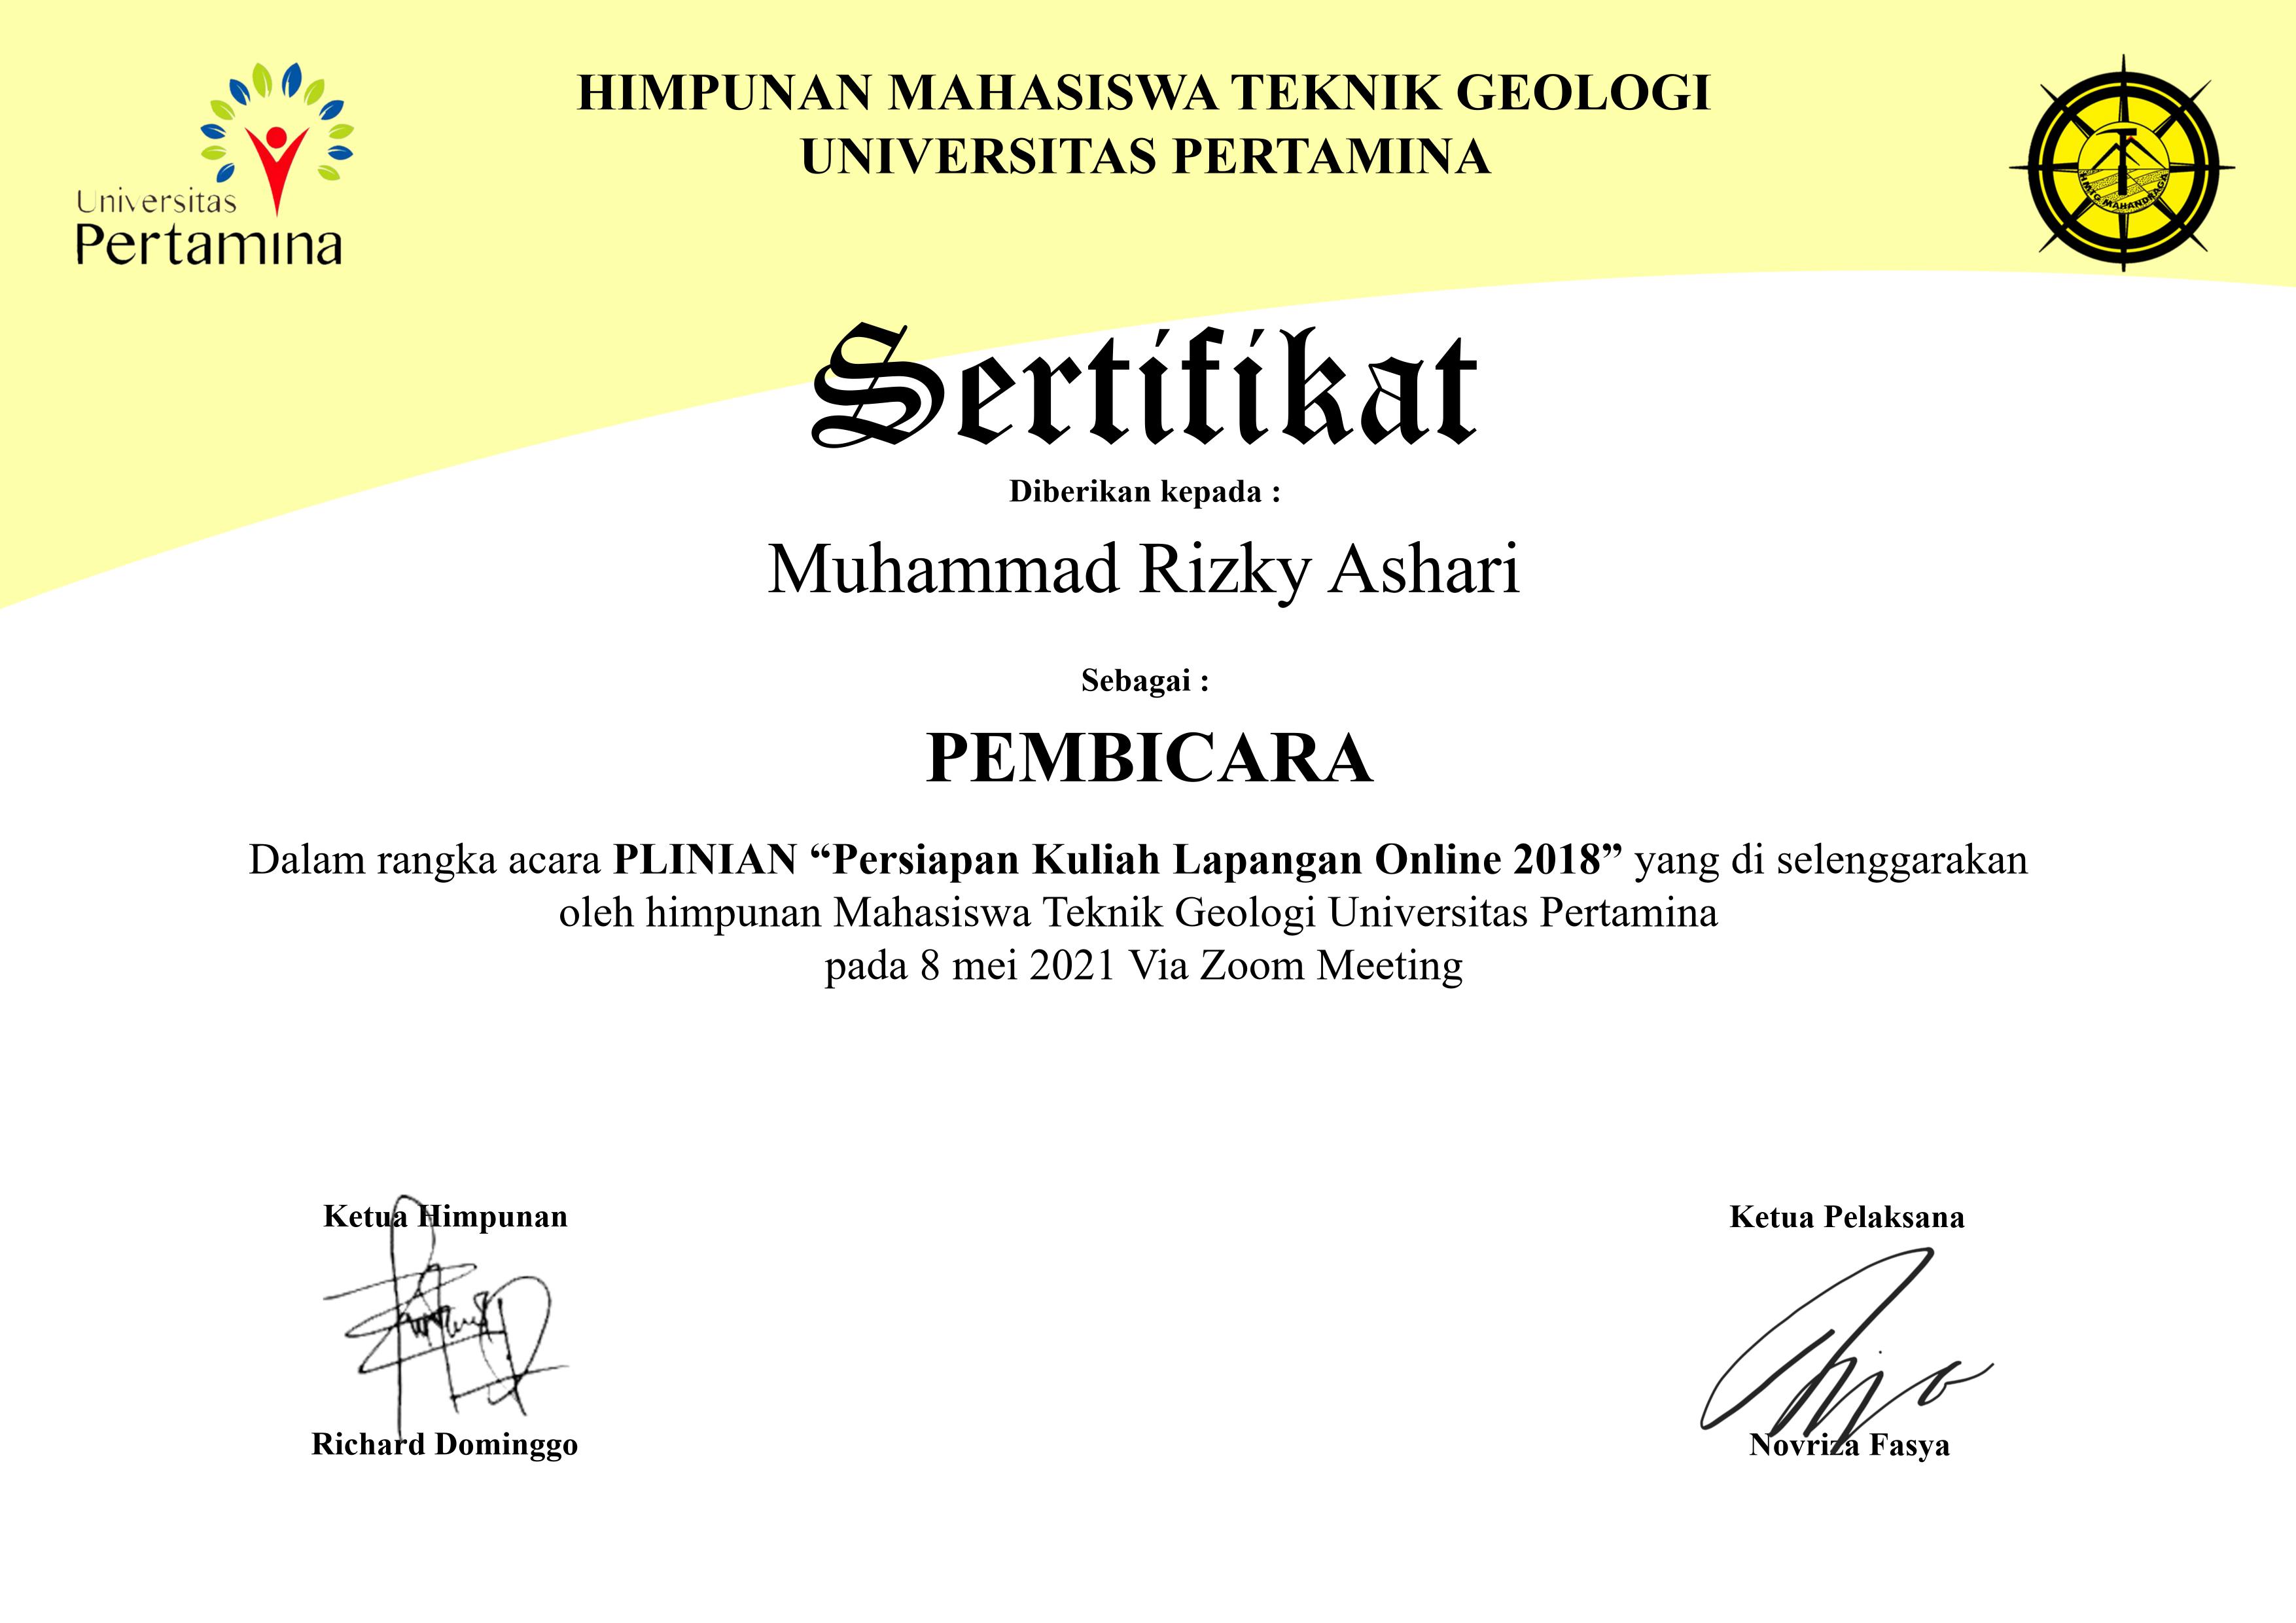 Universitas
Pertamina
HIMPUNAN MAHASISWA TEKNIK GEOLOGI
UNIVERSITAS PERTAMINA
HMTG MAHANDRAGA
Sertifikat
Diberikan kepada :
Muhammad Rizky Ashari
Sebagai :
PEMBICARA
Dalam rangka acara PLINIAN “Persiapan Kuliah Lapangan Online 2018” yang di selenggarakan
oleh himpunan Mahasiswa Teknik Geologi Universitas Pertamina
pada 8 mei 2021 Via Zoom Meeting
Ketua Himpunan
Richard Dominggo
Ketua Pelaksana
Novriza Fasya